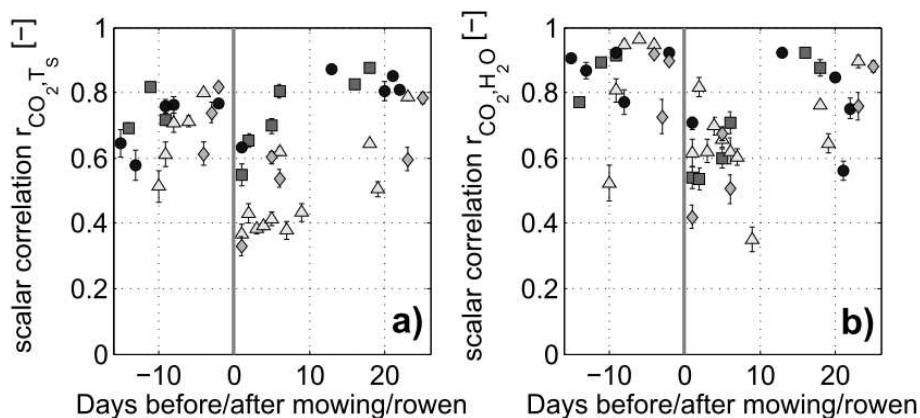 scalar correlation r_CO₂,T_S [−]
1
0.8
0.6
0.4
0.2
0
−10 0 10 20
Days before/after mowing/rowen
a)
scalar correlation r_CO₂,H₂O [−]
1
0.8
0.6
0.4
0.2
0
−10 0 10 20
Days before/after mowing/rowen
b)